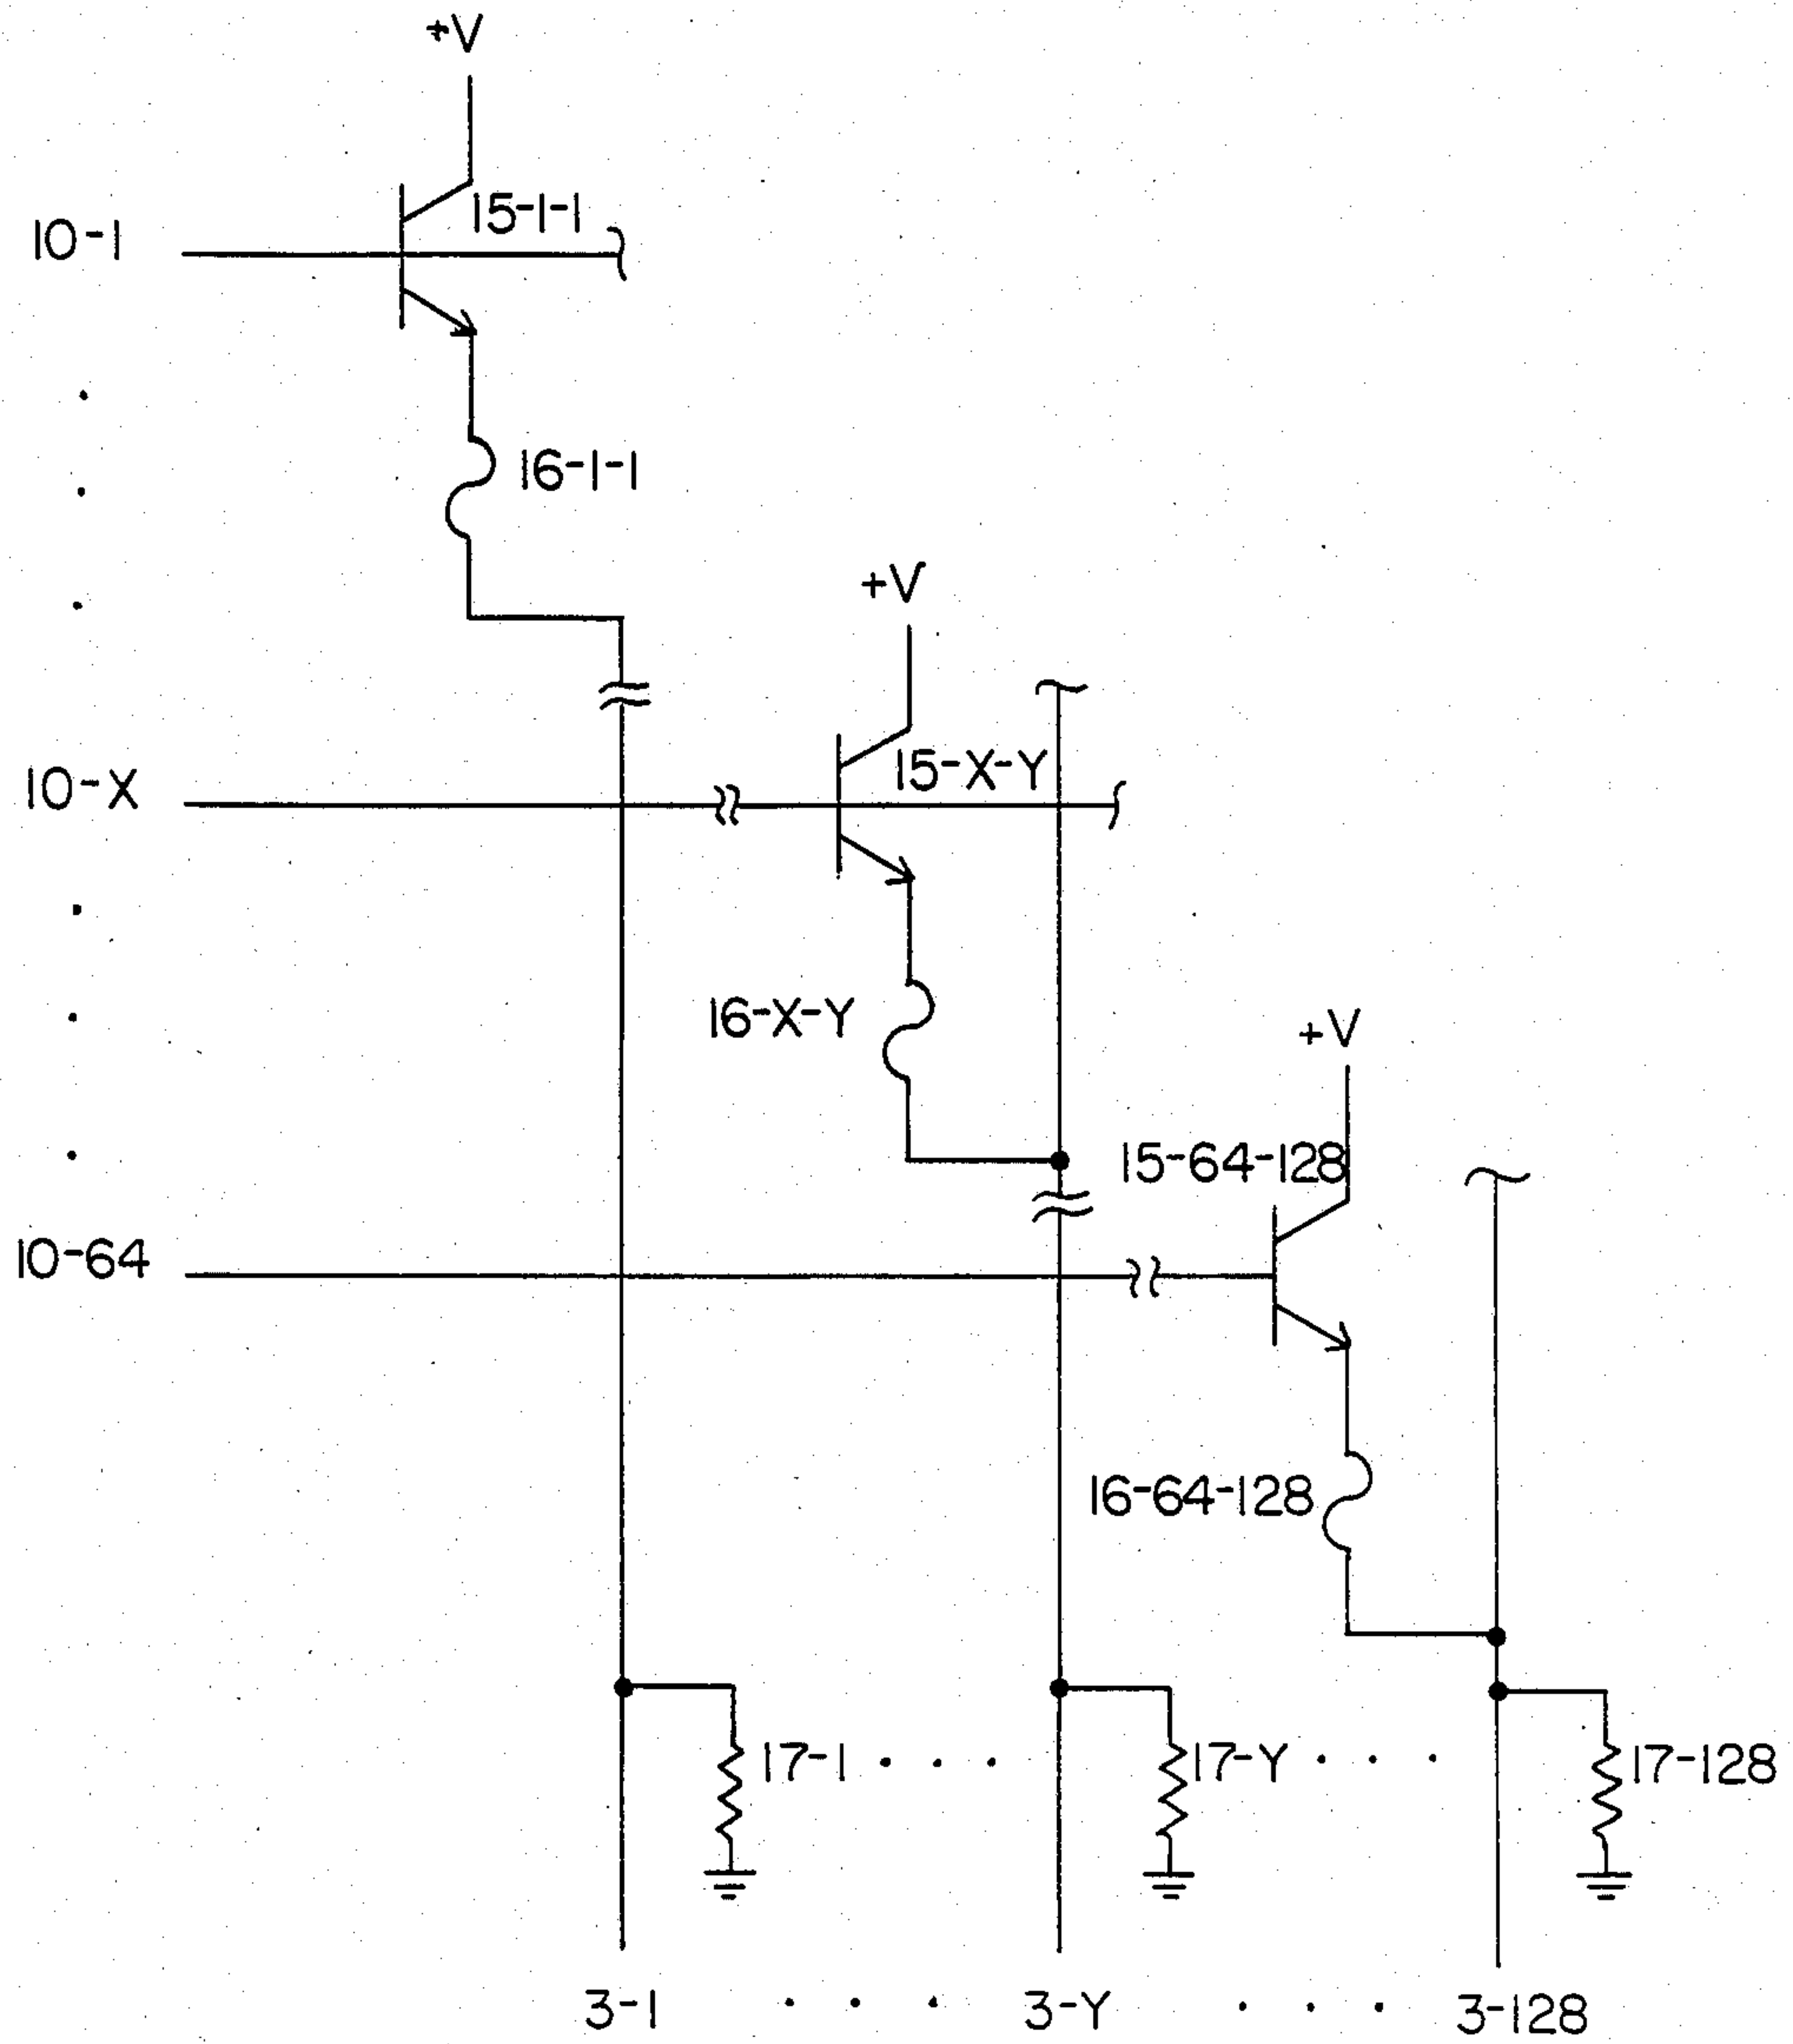 +V
15-1-1
10-1
16-1-1
+V
15-X-Y
10-X
16-X-Y
+V
15-64-128
10-64
16-64-128
17-1 . . . 17-Y . . . 17-128
3-1 . . . 3-Y . . . 3-128